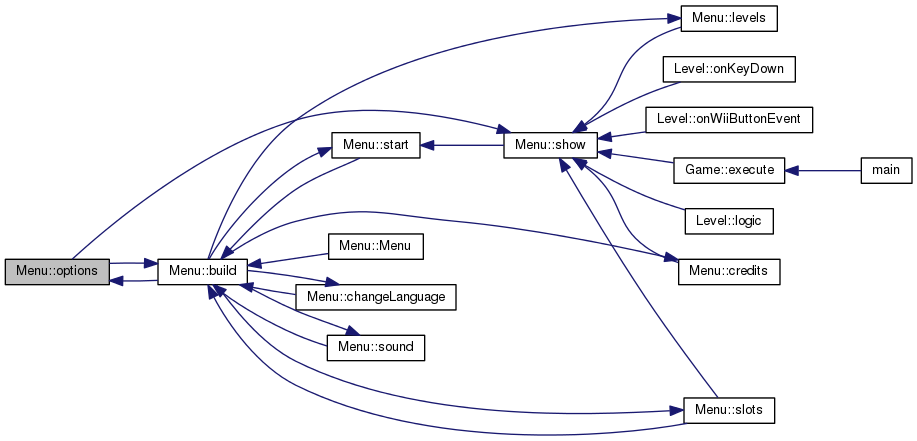 Menu::levels
Level::onKeyDown
Level::onWiiButtonEvent
Menu::start
Menu::show
Game::execute
main
Level::logic
Menu::Menu
Menu::options
Menu::build
Menu::credits
Menu::changeLanguage
Menu::sound
Menu::slots